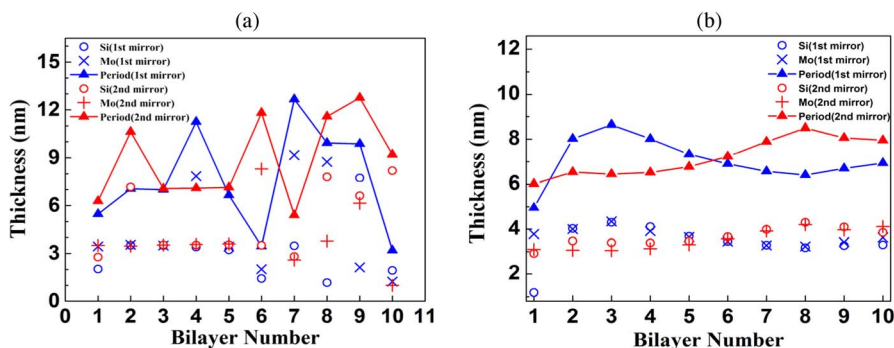 (a)
Si(1st mirror)
Mo(1st mirror)
Period(1st mirror)
Si(2nd mirror)
Mo(2nd mirror)
Period(2nd mirror)
15
12
9
6
3
0
Thickness (nm)
0 1 2 3 4 5 6 7 8 9 10 11
Bilayer Number
(b)
Si(1st mirror)
Mo(1st mirror)
Period(1st mirror)
Si(2nd mirror)
Mo(2nd mirror)
Period(2nd mirror)
12
10
8
6
4
2
Thickness (nm)
1 2 3 4 5 6 7 8 9 10
Bilayer Number